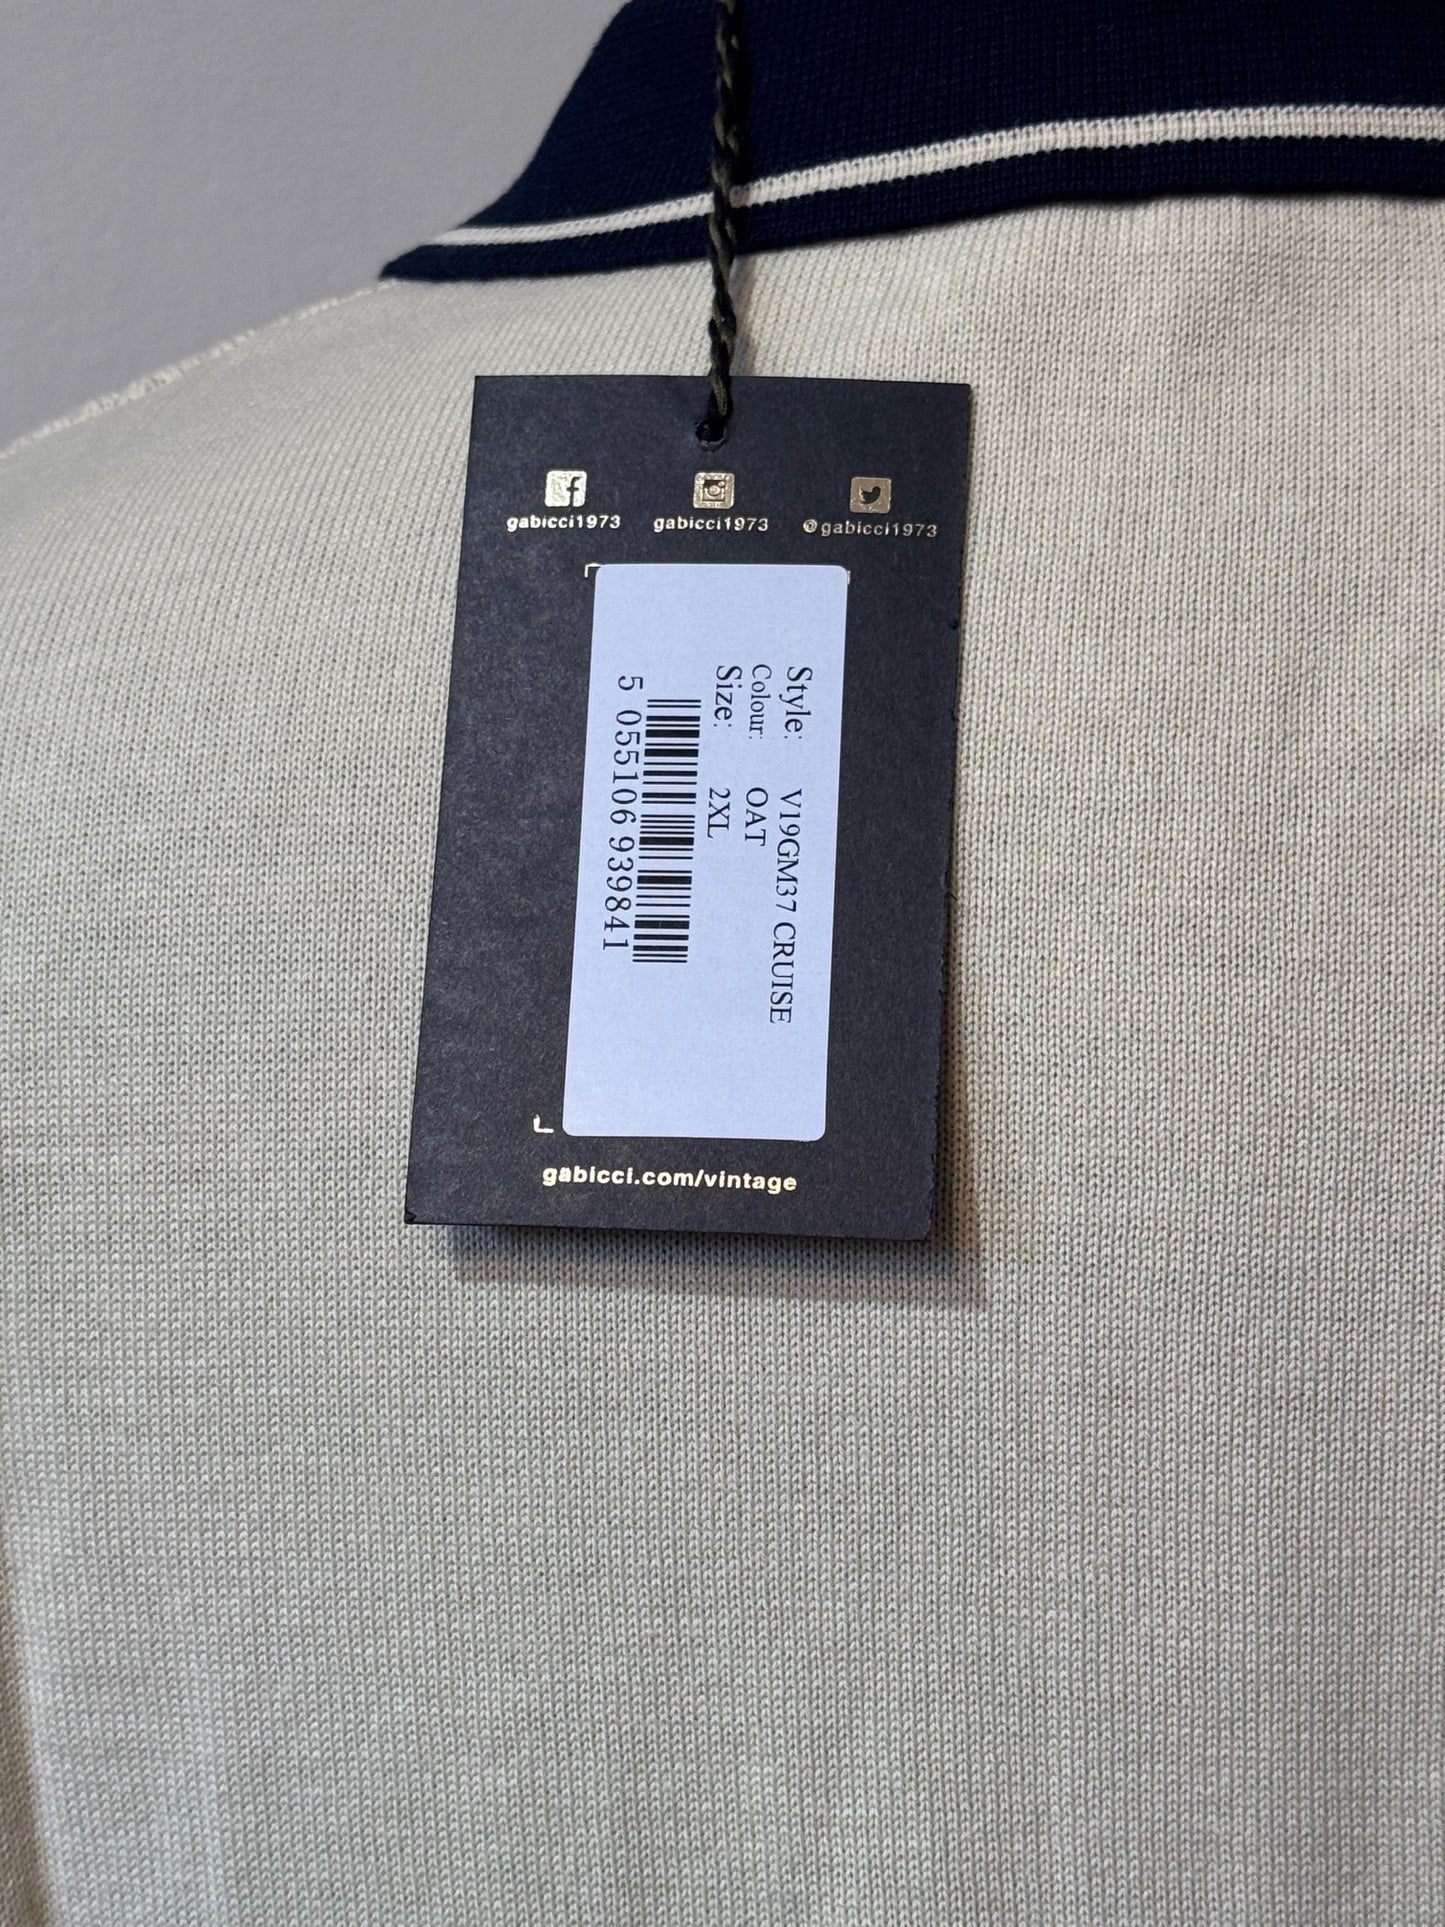 gabicci1973 gabicci1973 @gabicci1973
Style: V19GM37 CRUISE
Colour: OAT
Size: 2XL
5 055106 939841
gabicci.com/vintage